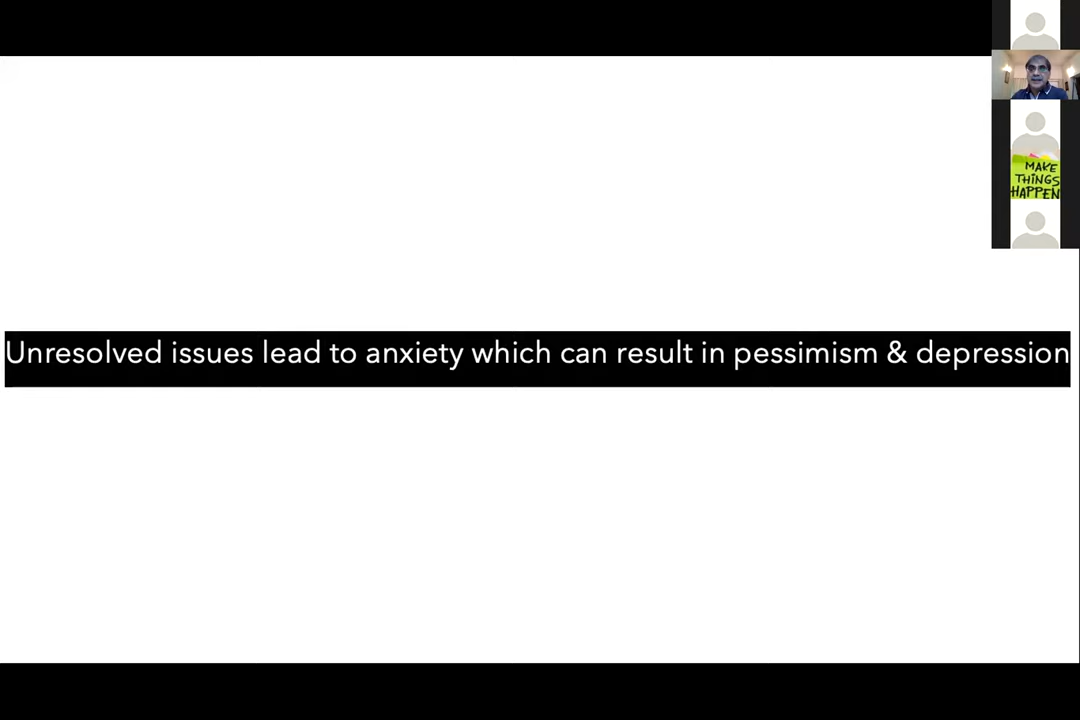 MAKE
THINGS
HAPPEN
Unresolved issues lead to anxiety which can result in pessimism & depression